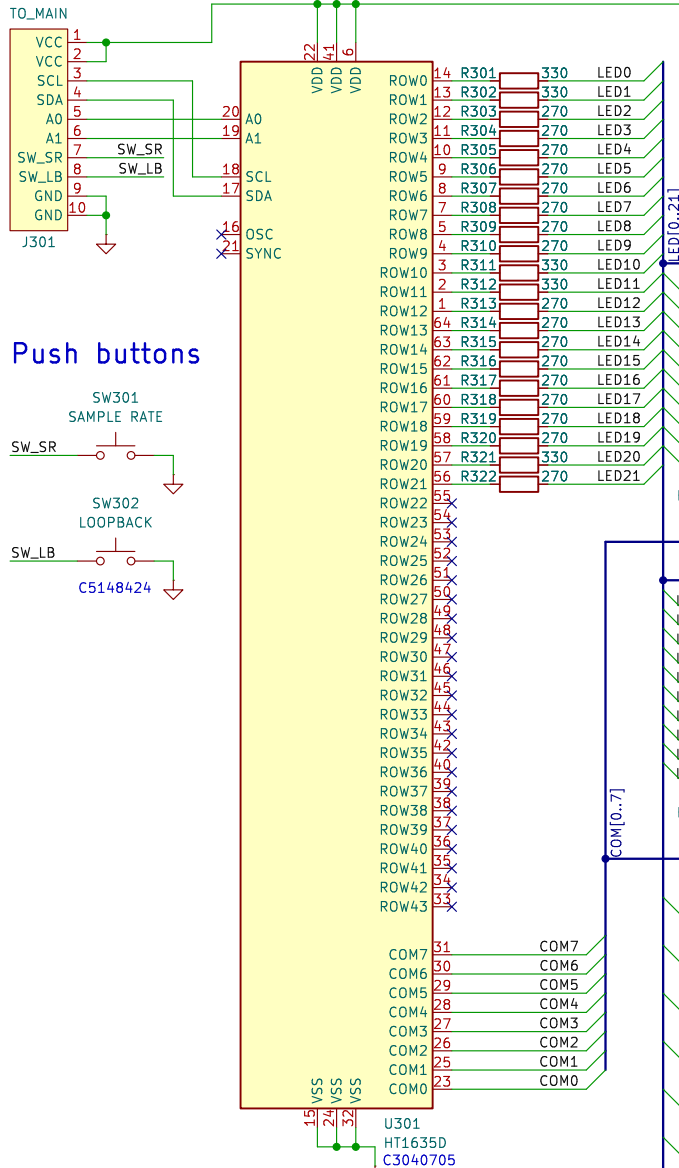 TO_MAIN
VCC 1
VCC 2
SCL 3
SDA 4
A0 5
A1 6
SW_SR 7 SW_SR
SW_LB 8 SW_LB
GND 9
GND 10
J301
Push buttons
SW301
SAMPLE RATE
SW_SR
SW302
LOOPBACK
SW_LB
C5148424
22 41 6
VDD VDD VDD
20 A0
19 A1
18 SCL
17 SDA
16 OSC
21 SYNC
ROW0 14 R301 330 LED0
ROW1 13 R302 330 LED1
ROW2 12 R303 270 LED2
ROW3 11 R304 270 LED3
ROW4 10 R305 270 LED4
ROW5 9 R306 270 LED5
ROW6 8 R307 270 LED6
ROW7 7 R308 270 LED7
ROW8 5 R309 270 LED8
ROW9 4 R310 270 LED9
ROW10 3 R311 330 LED10
ROW11 2 R312 330 LED11
ROW12 1 R313 270 LED12
ROW13 64 R314 270 LED13
ROW14 63 R315 270 LED14
ROW15 62 R316 270 LED15
ROW16 61 R317 270 LED16
ROW17 60 R318 270 LED17
ROW18 59 R319 270 LED18
ROW19 58 R320 270 LED19
ROW20 57 R321 330 LED20
ROW21 56 R322 270 LED21
ROW22 55
ROW23 54
ROW24 53
ROW25 52
ROW26 51
ROW27 50
ROW28 49
ROW29 48
ROW30 47
ROW31 46
ROW32 45
ROW33 44
ROW34 43
ROW35 42
ROW36 40
ROW37 39
ROW38 38
ROW39 37
ROW40 36
ROW41 35
ROW42 34
ROW43 33
COM7 31 COM7
COM6 30 COM6
COM5 29 COM5
COM4 28 COM4
COM3 27 COM3
COM2 26 COM2
COM1 25 COM1
COM0 23 COM0
LED[0..21]
COM[0..7]
VSS VSS VSS
15 24 32
U301
HT1635D
C3040705